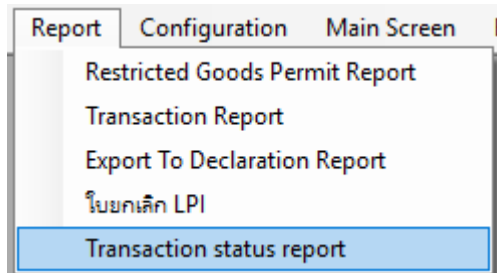 Report Configuration Main Screen
Restricted Goods Permit Report
Transaction Report
Export To Declaration Report
ใบยกเลิก LPI
Transaction status report